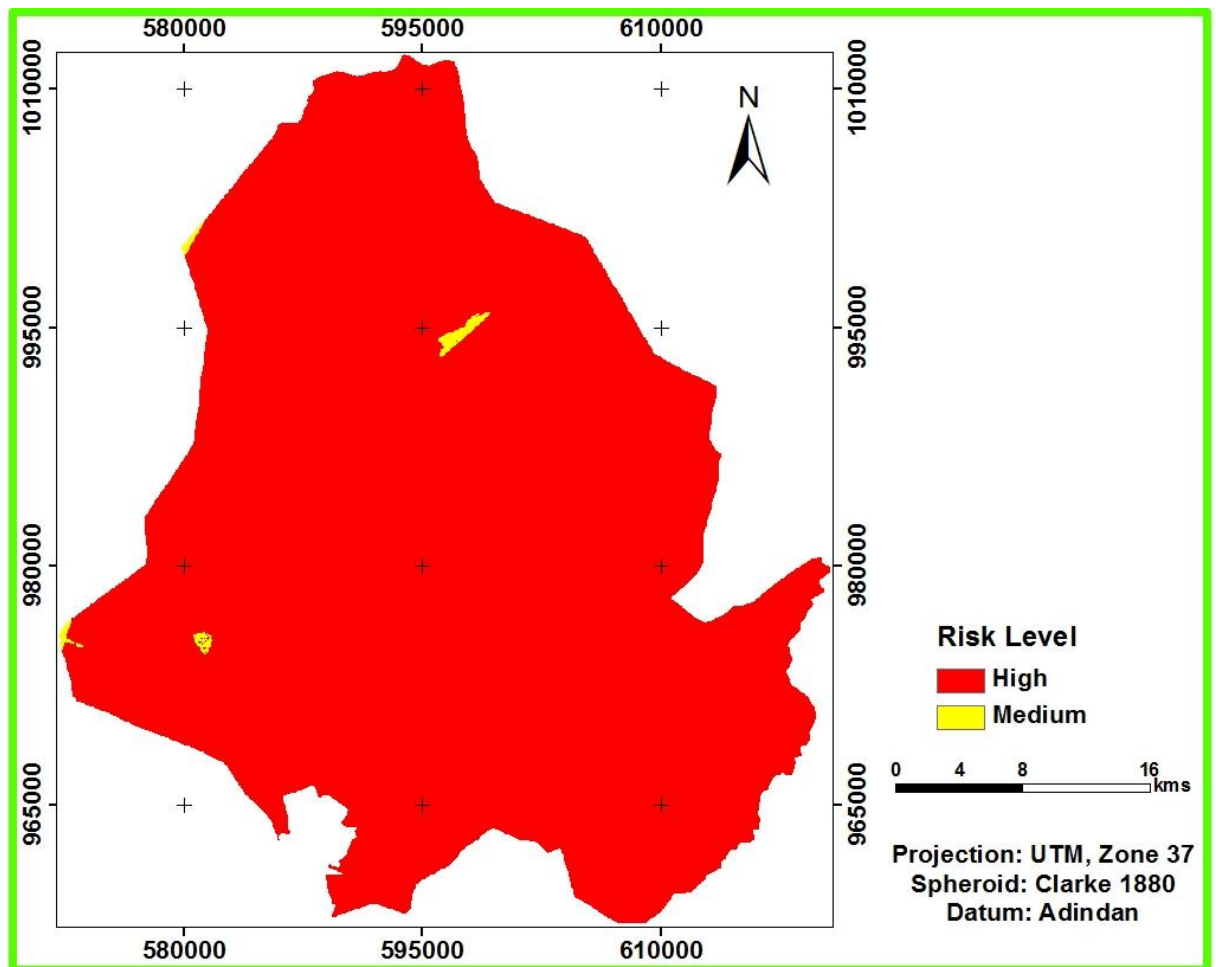 580000 595000 610000
1010000 1010000
N
995000 995000
980000 980000
Risk Level
High
Medium
965000 965000
0 4 8 16
kms
Projection: UTM, Zone 37
Spheroid: Clarke 1880
Datum: Adindan
580000 595000 610000